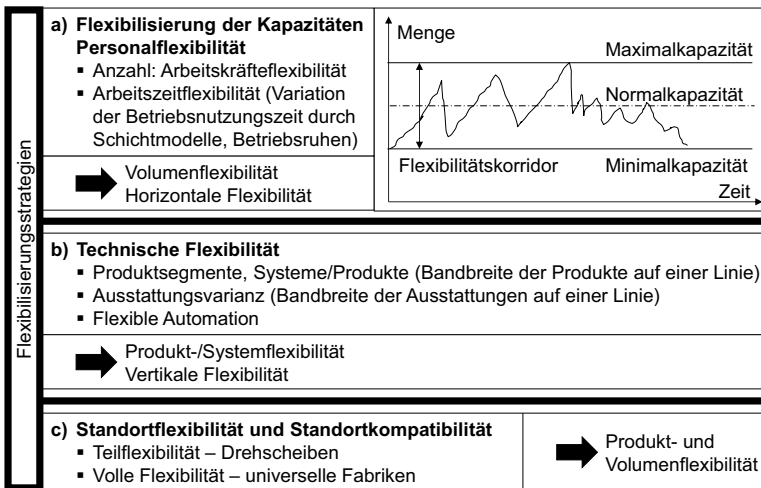 Flexibilisierungsstrategien
a) Flexibilisierung der Kapazitäten
Personalflexibilität
▪ Anzahl: Arbeitskräfteflexibilität
▪ Arbeitszeitflexibilität (Variation
der Betriebsnutzungszeit durch
Schichtmodelle, Betriebsruhen)
Volumenflexibilität
Horizontale Flexibilität
Menge
Maximalkapazität
Normalkapazität
Flexibilitätskorridor
Minimalkapazität
Zeit
b) Technische Flexibilität
▪ Produktsegmente, Systeme/Produkte (Bandbreite der Produkte auf einer Linie)
▪ Ausstattungsvarianz (Bandbreite der Ausstattungen auf einer Linie)
▪ Flexible Automation
Produkt-/Systemflexibilität
Vertikale Flexibilität
c) Standortflexibilität und Standortkompatibilität
▪ Teilflexibilität – Drehscheiben
▪ Volle Flexibilität – universelle Fabriken
Produkt- und
Volumenflexibilität